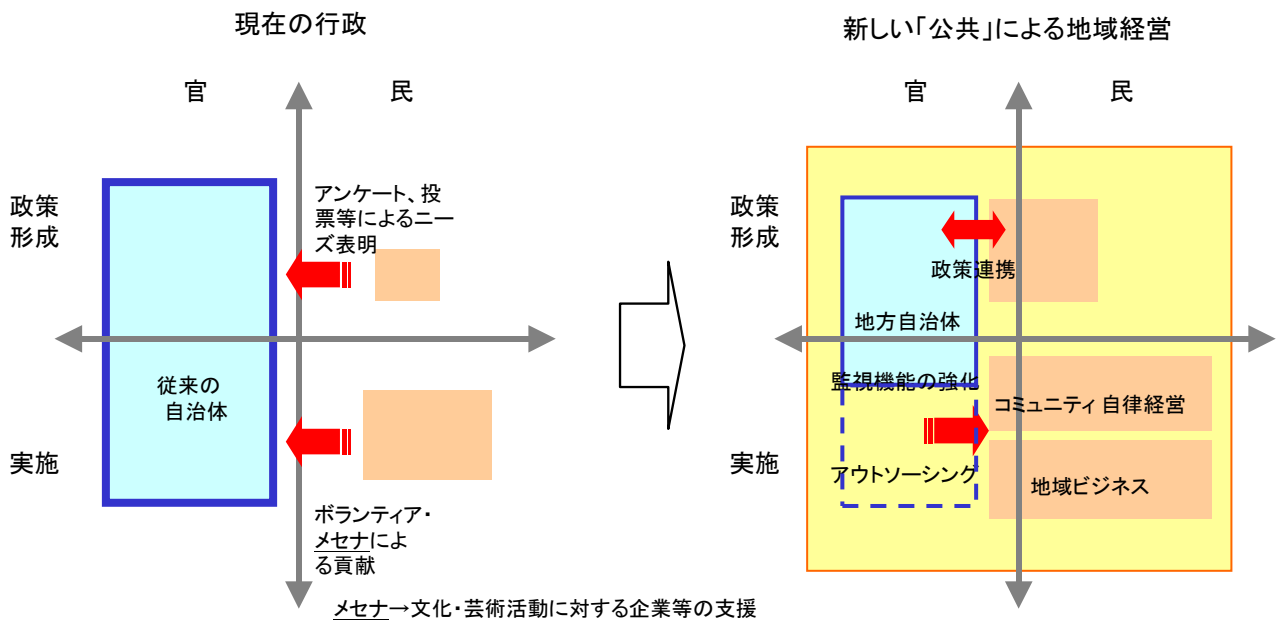 現在の行政
官
民
政策
形成
アンケート、投
票等によるニー
ズ表明
従来の
自治体
実施
ボランティア・
メセナによ
る貢献
メセナ→文化・芸術活動に対する企業等の支援
新しい「公共」による地域経営
官
民
政策
形成
政策連携
地方自治体
監視機能の強化
コミュニティ自律経営
実施
アウトソーシング
地域ビジネス